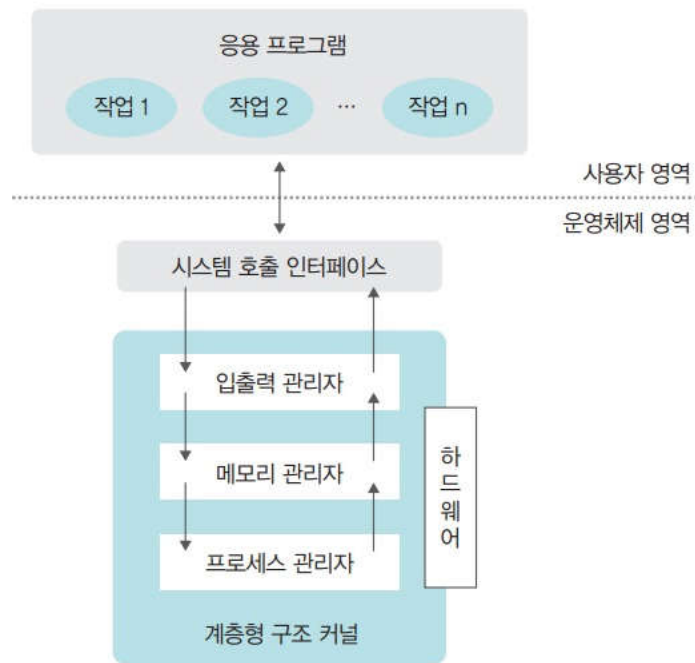 응용 프로그램
작업 1 작업 2 … 작업 n
사용자 영역
운영체제 영역
시스템 호출 인터페이스
입출력 관리자
메모리 관리자
하드웨어
프로세스 관리자
계층형 구조 커널